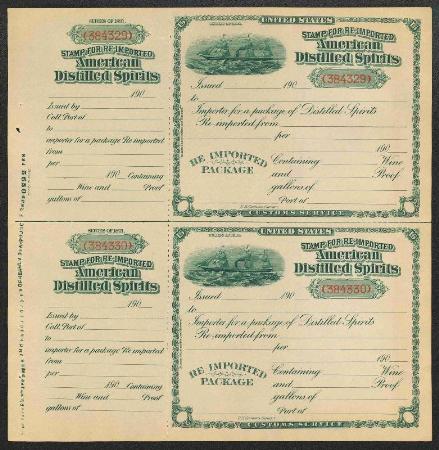 SERIES OF 1897.
(384329)
STAMP FOR RE-IMPORTED
American
Distilled Spirits
190
Issued by
Coll. Port of
to
importer for a package Re imported
from
per
190 Containing
Wine and Proof
gallons of
UNITED STATES
STAMP FOR RE-IMPORTED
American
Distilled Spirits
(384329)
Issued 190
to
Importer for a package of Distilled Spirits
Re-imported from
per
190
RE IMPORTED
PACKAGE
Containing Wine
and Proof
gallons of
Port of
CUSTOMS SERVICE
(384330)
STAMP FOR RE-IMPORTED
American
Distilled Spirits
190
Issued by
Coll. Port of
to
importer for a package Re imported
from
per
190 Containing
Wine and Proof
gallons of
UNITED STATES
STAMP FOR RE-IMPORTED
American
Distilled Spirits
(384330)
Issued 190
to
Importer for a package of Distilled Spirits
Re-imported from
per
190
RE IMPORTED
PACKAGE
Containing Wine
and Proof
gallons of
Port of
CUSTOMS SERVICE